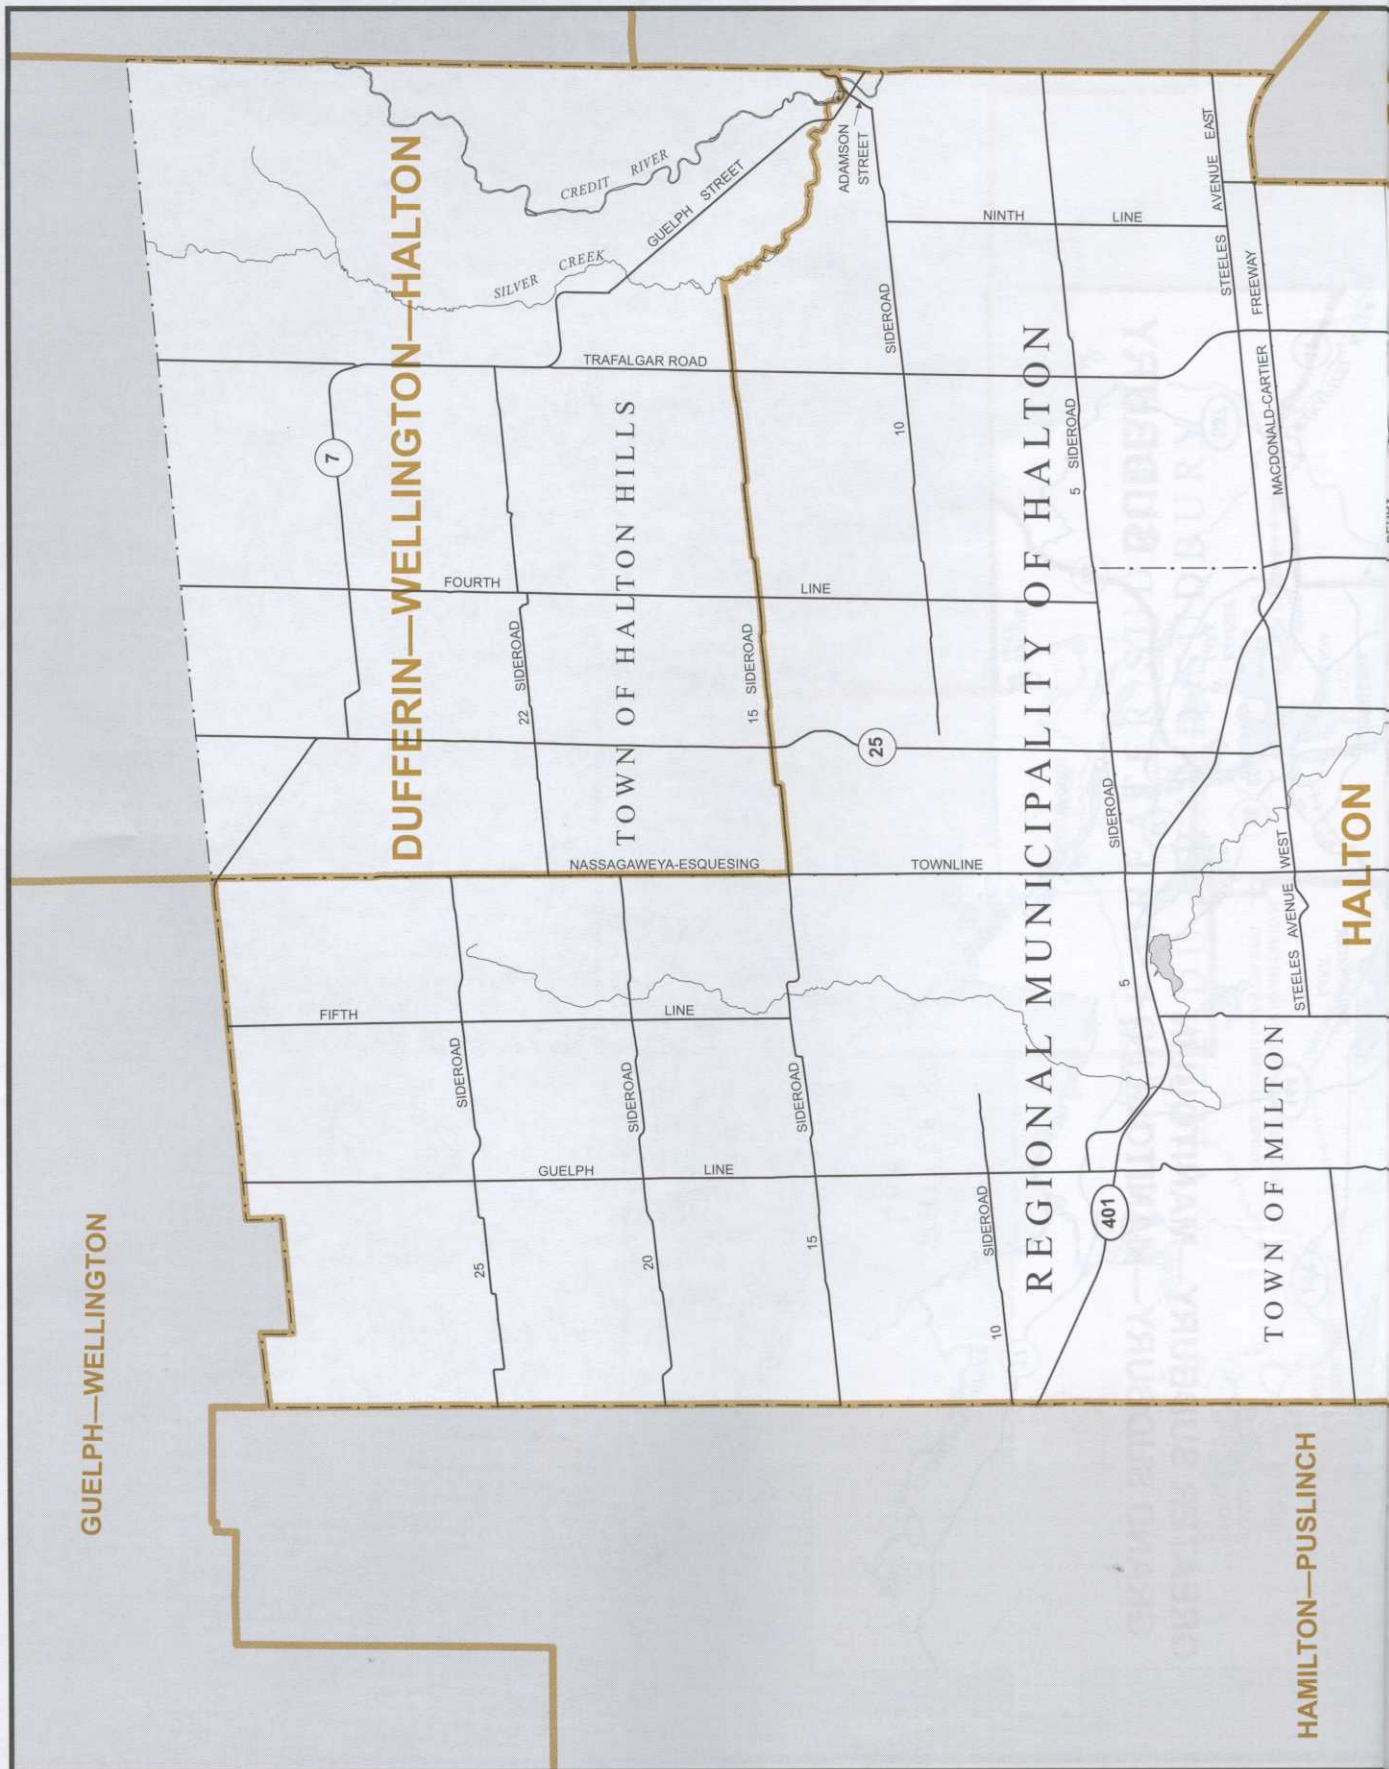 DUFFERIN—WELLINGTON—HALTON
GUELPH—WELLINGTON
HAMILTON—PUSLINCH
HALTON
REGIONAL MUNICIPALITY OF HALTON
TOWN OF HALTON HILLS
TOWN OF MILTON
CREDIT RIVER
SILVER CREEK
GUELPH STREET
ADAMSON
STREET
TRAFALGAR ROAD
7
FOURTH LINE
22 SIDEROAD
15 SIDEROAD
25
10 SIDEROAD
NINTH LINE
5 SIDEROAD
STEELES AVENUE EAST
MACDONALD-CARTIER FREEWAY
NASSAGAWEYA-ESQUESING TOWNLINE
5 SIDEROAD
STEELES AVENUE WEST
FIFTH LINE
GUELPH LINE
25 SIDEROAD
20 SIDEROAD
15 SIDEROAD
10 SIDEROAD
401